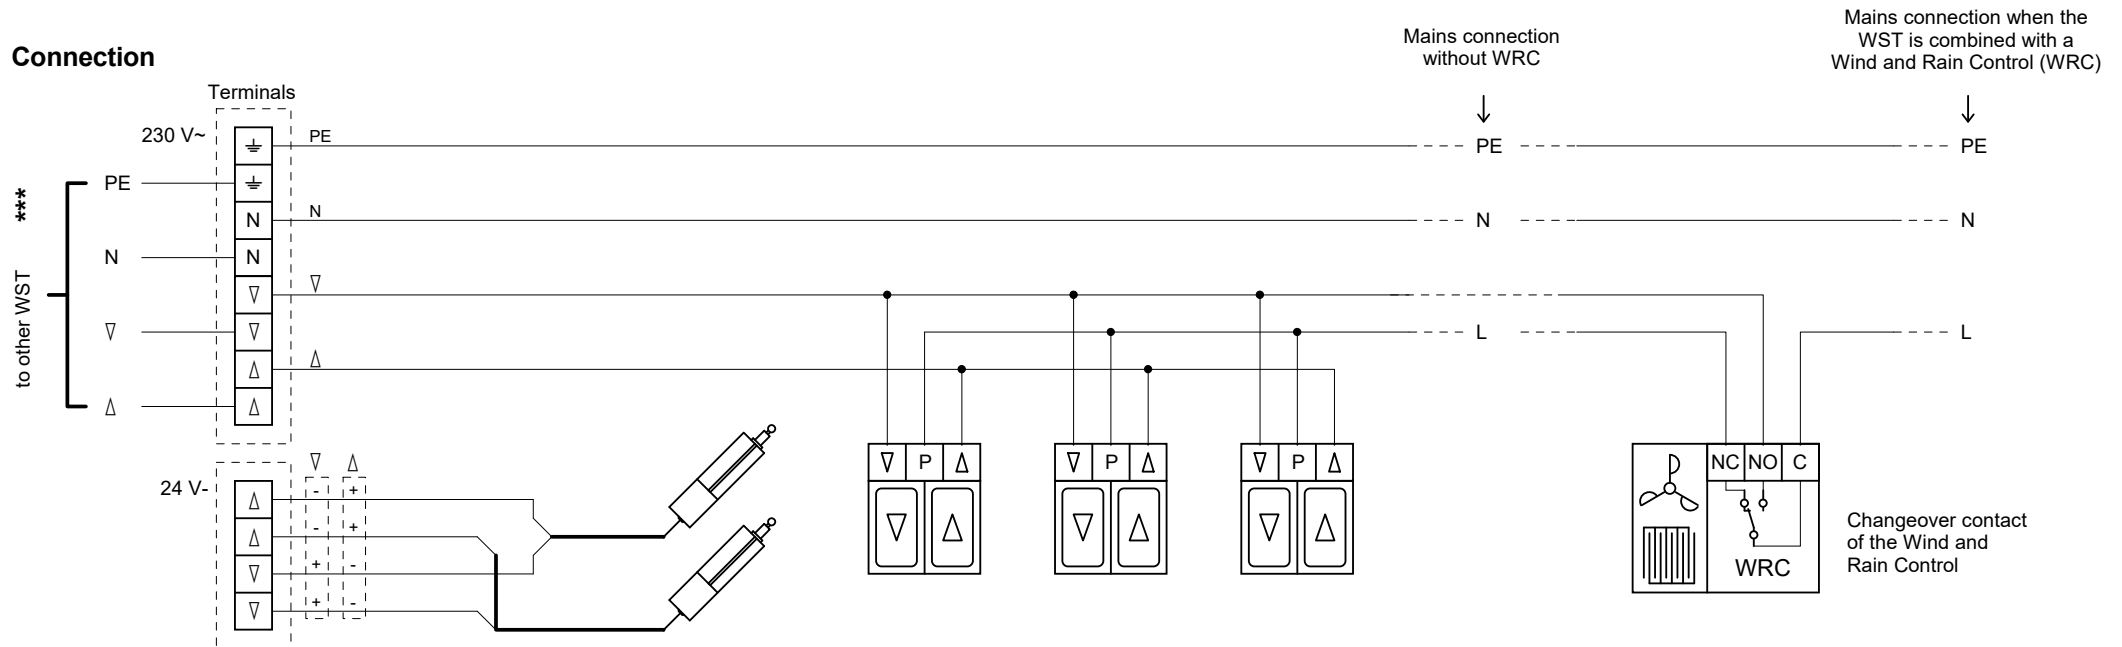 Connection
Mains connection
without WRC
Mains connection when the
WST is combined with a
Wind and Rain Control (WRC)
Terminals
230 V~
PE
PE
PE
PE
N
N
N
N
N
N
L
L
to other WST ***
24 V-
- +
- +
+ -
+ -
P
P
P
NC NO C
WRC
Changeover contact
of the Wind and
Rain Control